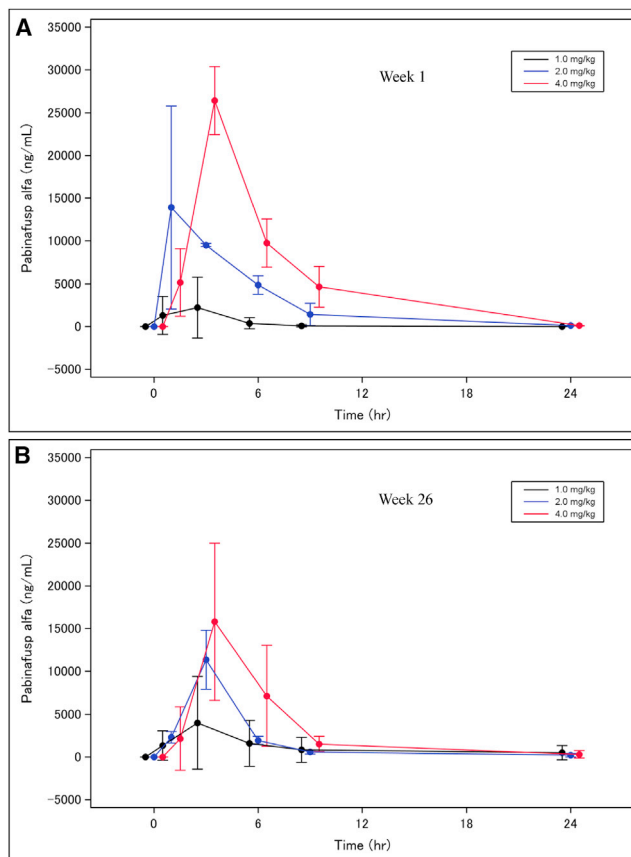 A
Week 1
1.0 mg/kg
2.0 mg/kg
4.0 mg/kg
Pabinafusp alfa (ng/mL)
35000
30000
25000
20000
15000
10000
5000
0
−5000
0 6 12 18 24
Time (hr)
B
Week 26
1.0 mg/kg
2.0 mg/kg
4.0 mg/kg
Pabinafusp alfa (ng/mL)
35000
30000
25000
20000
15000
10000
5000
0
−5000
0 6 12 18 24
Time (hr)